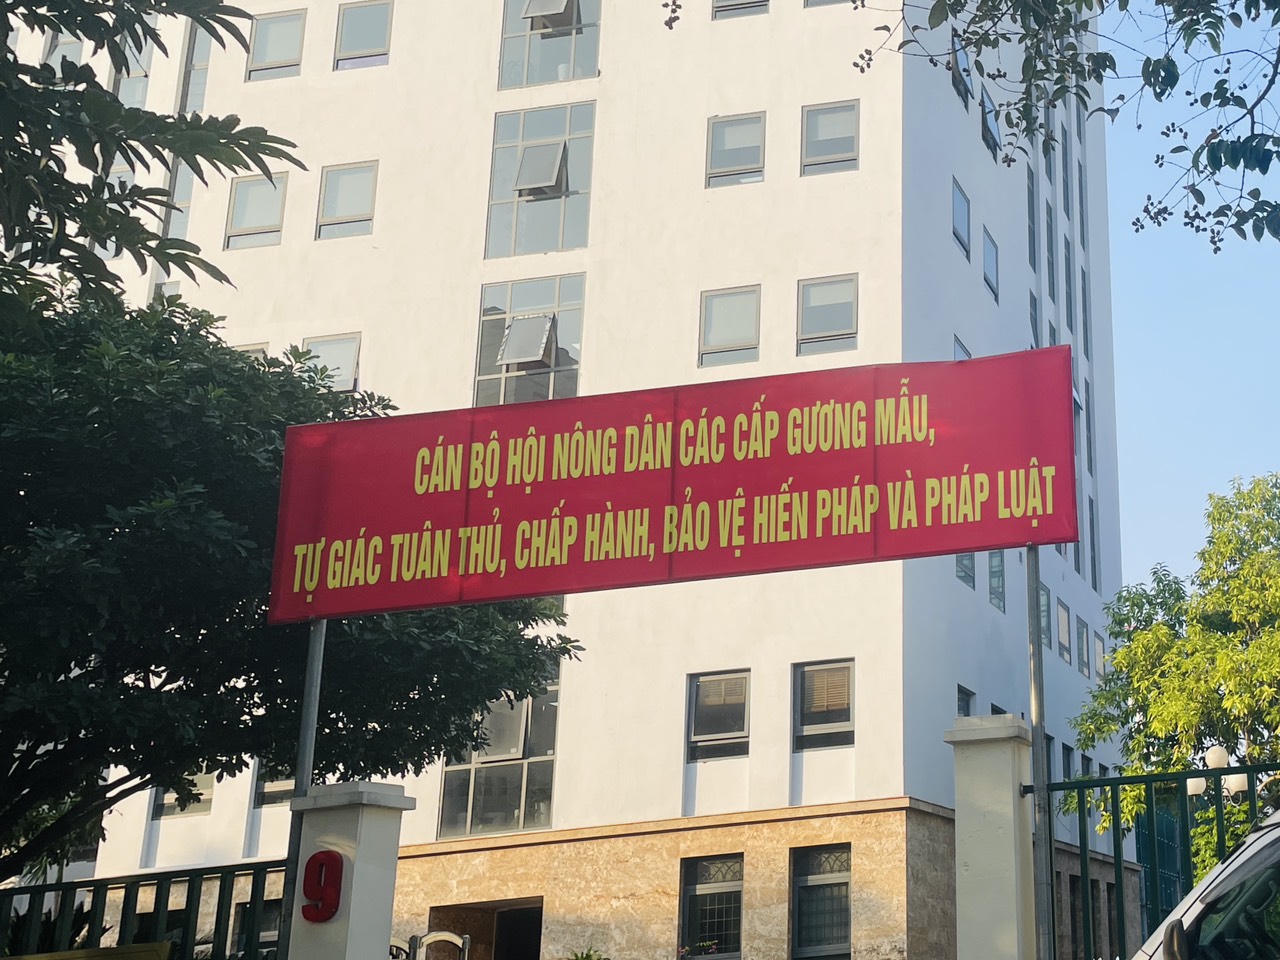 CÁN BỘ HỘI NÔNG DÂN CÁC CẤP GƯƠNG MẪU,
TỰ GIÁC TUÂN THỦ, CHẤP HÀNH, BẢO VỆ HIẾN PHÁP VÀ PHÁP LUẬT
9